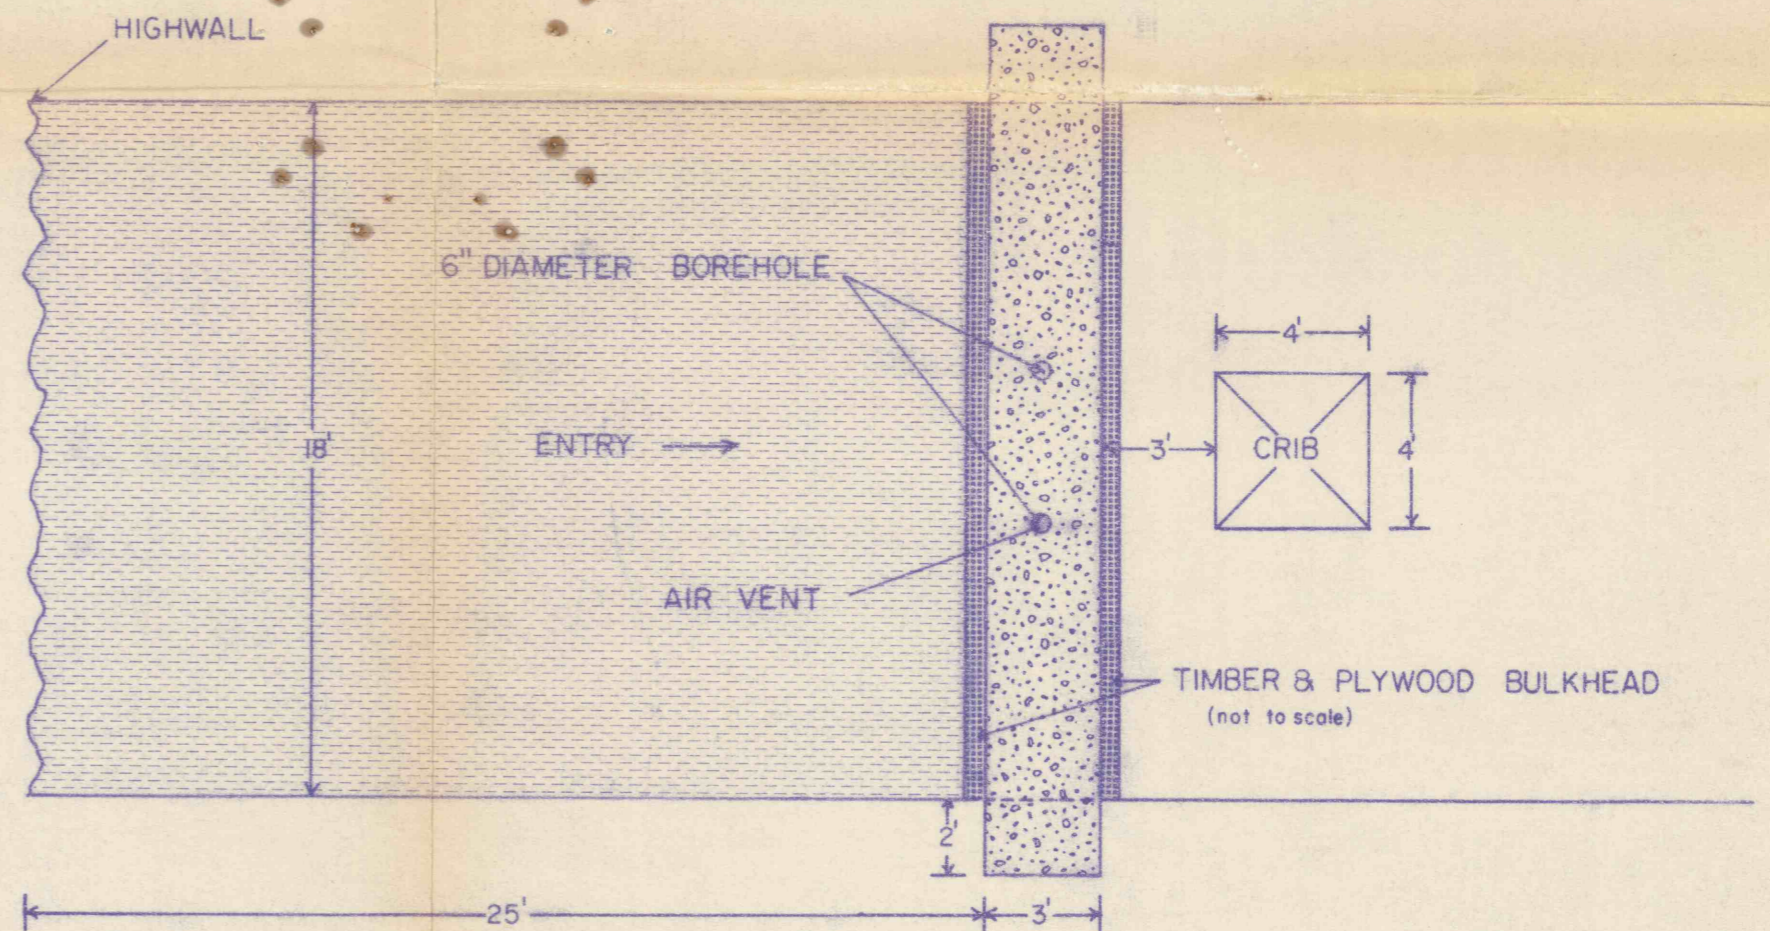 HIGHWALL
6" DIAMETER BOREHOLE
4'
18'
ENTRY
3'
CRIB
4'
AIR VENT
TIMBER & PLYWOOD BULKHEAD
(not to scale)
2'
25'
3'